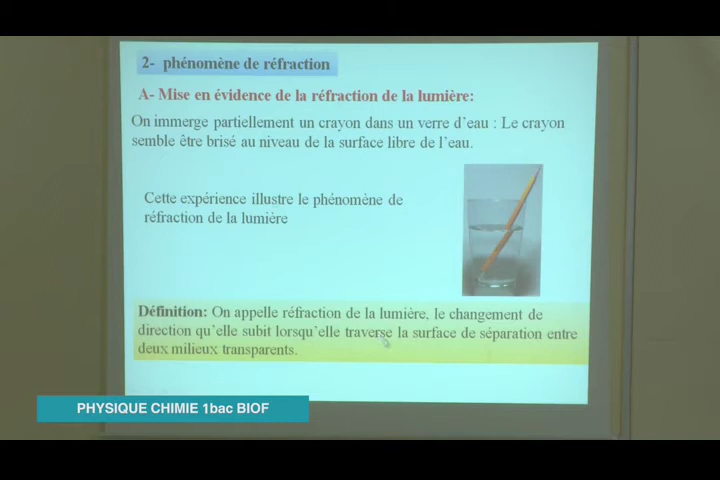 2- phénomène de réfraction
A- Mise en évidence de la réfraction de la lumière:
On immerge partiellement un crayon dans un verre d'eau : Le crayon
semble être brisé au niveau de la surface libre de l'eau.
Cette expérience illustre le phénomène de
réfraction de la lumière
Définition: On appelle réfraction de la lumière, le changement de
direction qu'elle subit lorsqu'elle traverse la surface de séparation entre
deux milieux transparents.
PHYSIQUE CHIMIE 1bac BIOF